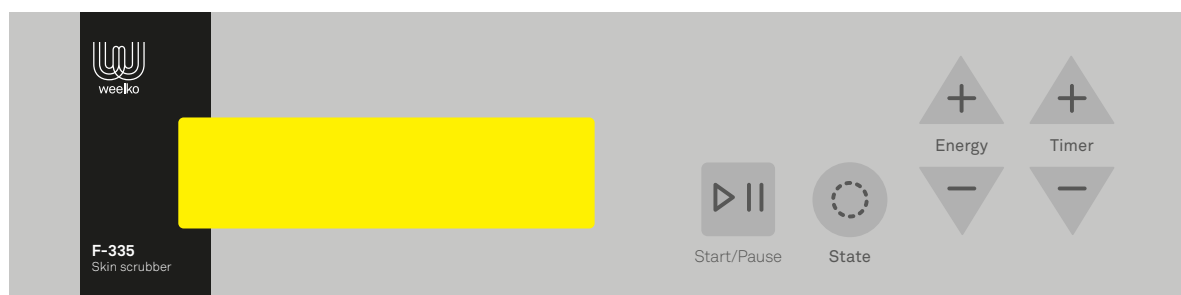 weelko
F-335
Skin scrubber
Start/Pause
State
Energy
Timer